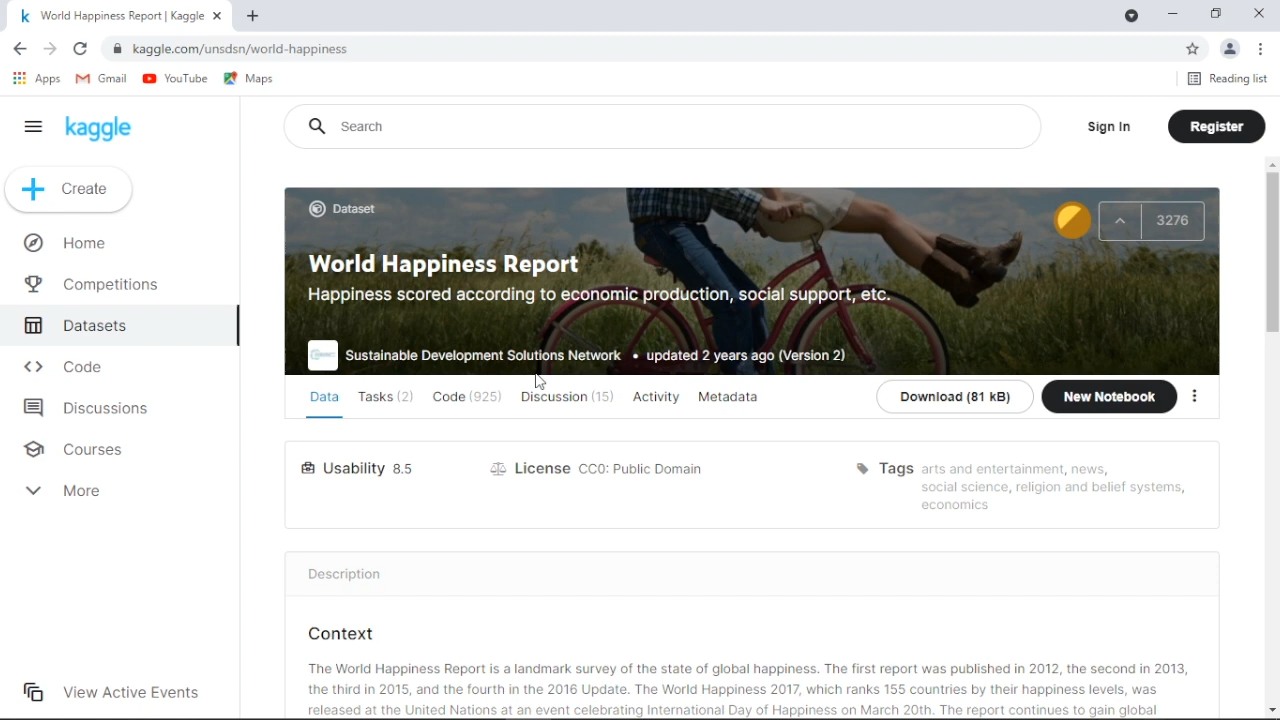 World Happiness Report | Kaggle
kaggle.com/unsdsn/world-happiness
Apps Gmail YouTube Maps Reading list
kaggle Search Sign In Register
Create
Home
Competitions
Datasets
Code
Discussions
Courses
More
View Active Events
Dataset
3276
World Happiness Report
Happiness scored according to economic production, social support, etc.
Sustainable Development Solutions Network • updated 2 years ago (Version 2)
Data Tasks (2) Code (925) Discussion (15) Activity Metadata Download (81 kB) New Notebook
Usability 8.5 License CC0: Public Domain Tags arts and entertainment, news,
social science, religion and belief systems,
economics
Description
Context
The World Happiness Report is a landmark survey of the state of global happiness. The first report was published in 2012, the second in 2013,
the third in 2015, and the fourth in the 2016 Update. The World Happiness 2017, which ranks 155 countries by their happiness levels, was
released at the United Nations at an event celebrating International Day of Happiness on March 20th. The report continues to gain global